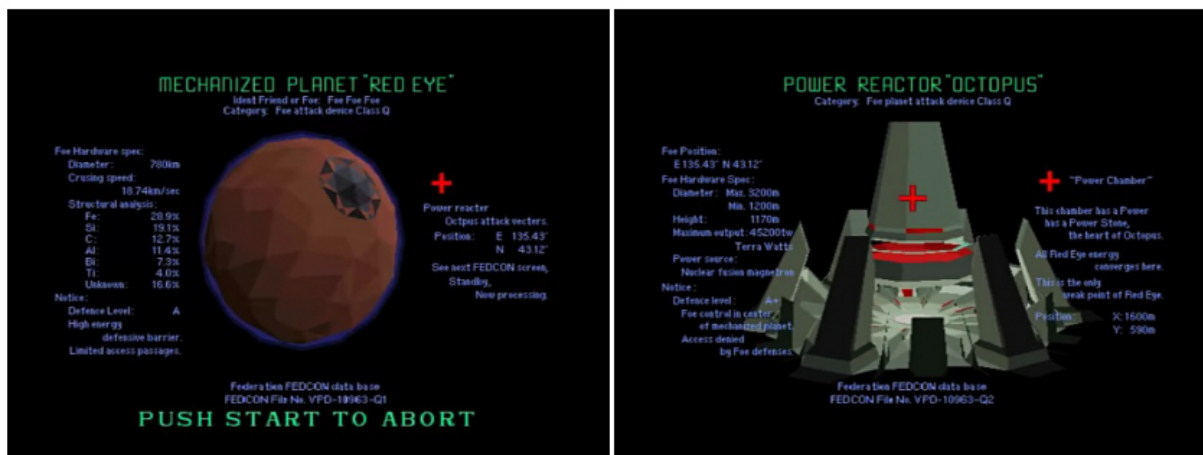 MECHANIZED PLANET "RED EYE"
Ident Friend or Foe: Foe Foe Foe
Category: Foe attack device Class Q
Foe Hardware spec:
Diameter: 780km
Crusing speed:
18.74km/sec
Structural analysis:
Fe: 28.9%
Si: 19.1%
C: 12.7%
Al: 11.4%
Bi: 7.3%
Ti: 4.0%
Unknown: 16.6%
Notice:
Defence Level: A
High energy
defensive barrier.
Limited access passages.
Power reactor
Octpus attack vecters.
Position: E 135.43'
N 43.12'
See next FEDCON screen,
Standby,
Now processing.
Federation FEDCON data base
FEDCON File No. VPD-10963-Q1
PUSH START TO ABORT
POWER REACTOR "OCTOPUS"
Category: Foe planet attack device Class Q
Foe Position:
E 135.43' N 43.12'
Foe Hardware Spec:
Diameter: Max. 3200m
Min. 1200m
Height: 1170m
Maximum output: 45200tw
Terra Watts
Power source:
Nuclear fusion magnetron
Notice:
Defence level: A+
Foe control in center
of mechanized planet.
Access denied
by Foe defenses.
"Power Chamber"
This chamber has a Power
has a Power Stone,
the heart of Octopus.
All Red Eye energy
converges here.
This is the only
weak point of Red Eye.
Position: X: 1600m
Y: 590m
Federation FEDCON data base
FEDCON File No. VPD-10963-Q2